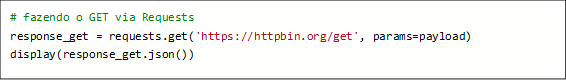 # fazendo o GET via Requests
response_get = requests.get('https://httpbin.org/get', params=payload)
display(response_get.json())